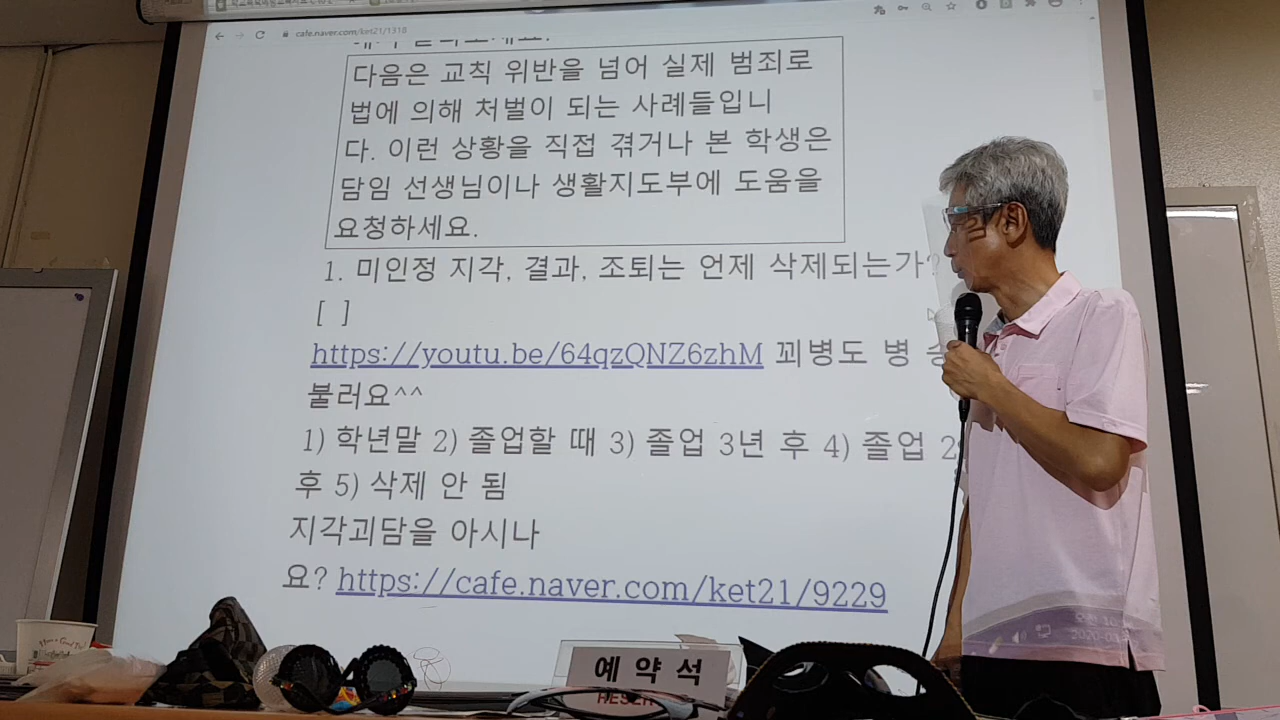 cafe.naver.com/ket21/1318
다음은 교칙 위반을 넘어 실제 범죄로
법에 의해 처벌이 되는 사례들입니
다. 이런 상황을 직접 겪거나 본 학생은
담임 선생님이나 생활지도부에 도움을
요청하세요.
1. 미인정 지각, 결과, 조퇴는 언제 삭제되는가?
[ ]
https://youtu.be/64qzQNZ6zhM 꾀병도 병
불러요^^
1) 학년말 2) 졸업할 때 3) 졸업 3년 후 4) 졸업 2
후 5) 삭제 안 됨
지각괴담을 아시나
요? https://cafe.naver.com/ket21/9229
예약석